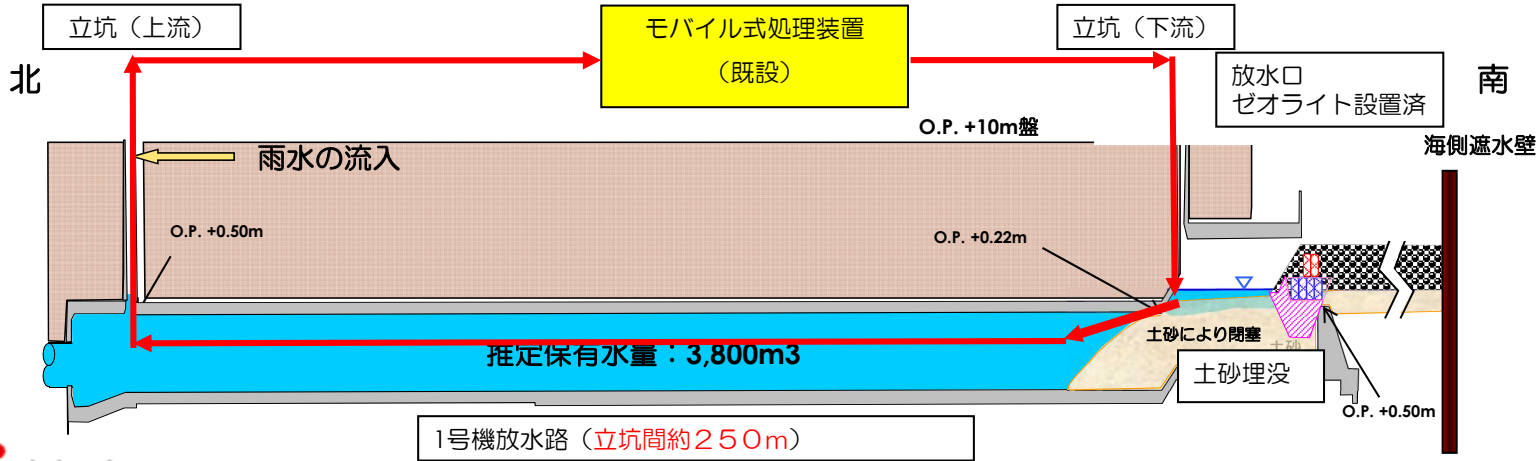 立坑（上流）
モバイル式処理装置
（既設）
立坑（下流）
北
放水口
ゼオライト設置済
南
O.P. +10m盤
海側遮水壁
雨水の流入
O.P. +0.50m
O.P. +0.22m
土砂により閉塞
土砂
推定保有水量：3,800m3
土砂埋没
O.P. +0.50m
1号機放水路（立坑間約２５０ｍ）